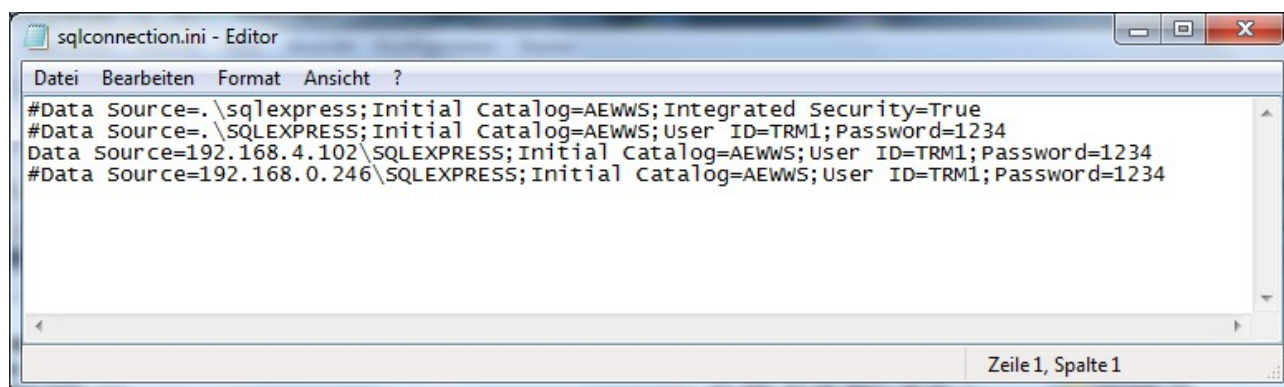 sqlconnection.ini - Editor
Datei Bearbeiten Format Ansicht ?
#Data Source=.\sqlexpress;Initial Catalog=AEWWS;Integrated Security=True
#Data Source=.\SQLEXPRESS;Initial Catalog=AEWWS;User ID=TRM1;Password=1234
Data Source=192.168.4.102\SQLEXPRESS;Initial Catalog=AEWWS;User ID=TRM1;Password=1234
#Data Source=192.168.0.246\SQLEXPRESS;Initial Catalog=AEWWS;User ID=TRM1;Password=1234
Zeile 1, Spalte 1